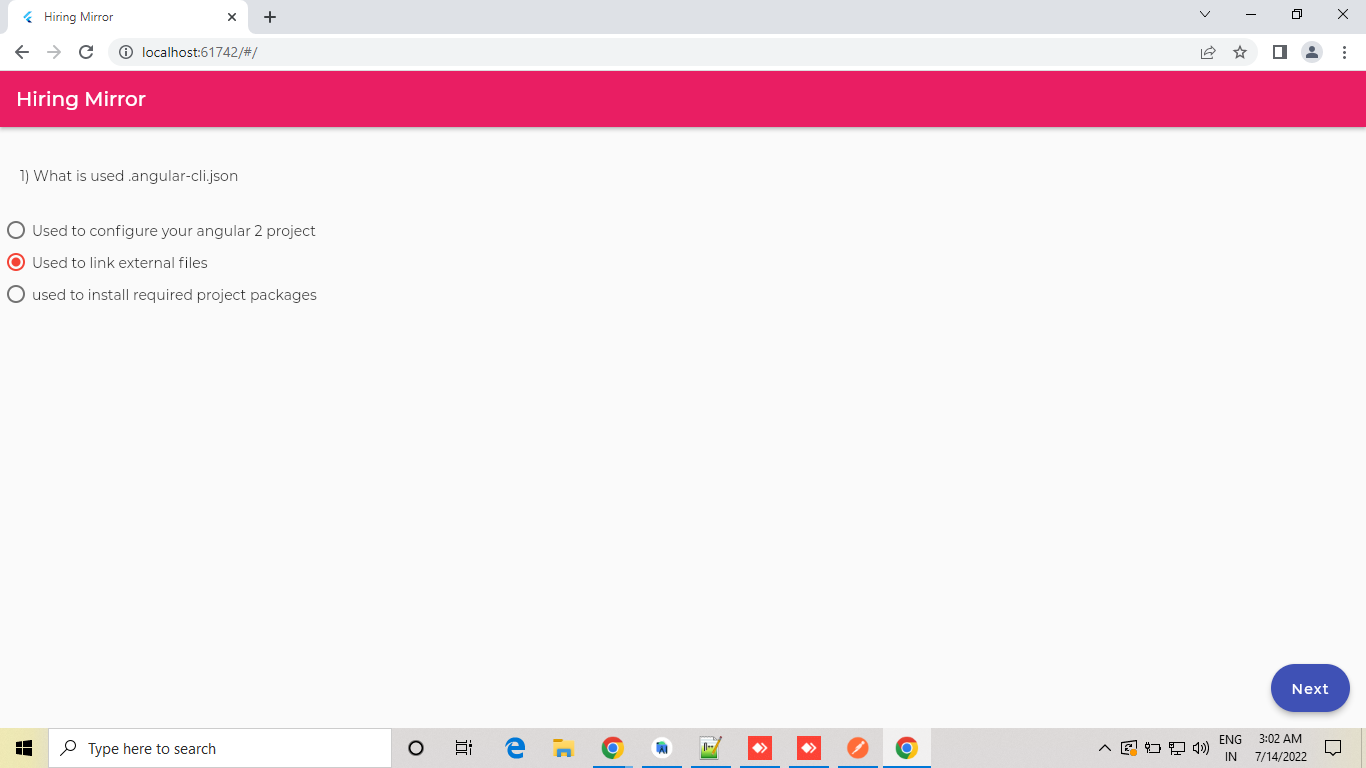 Hiring Mirror
localhost:61742/#/
Hiring Mirror
1) What is used .angular-cli.json
Used to configure your angular 2 project
Used to link external files
used to install required project packages
Next
Type here to search
ENG
IN
3:02 AM
7/14/2022